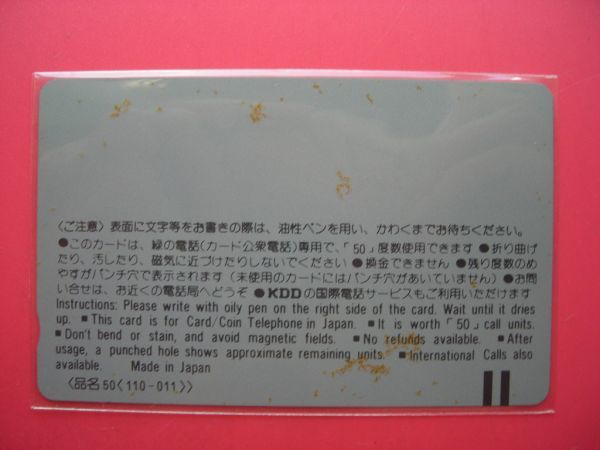 〈ご注意〉表面に文字等をお書きの際は、油性ペンを用い、かわくまでお待ちください。
●このカードは、緑の電話(カード公衆電話)専用で、「50」度数使用できます ●折り曲げ
たり、汚したり、磁気に近づけたりしないでください ●換金できません ●残り度数のめ
やすがパンチ穴で表示されます (未使用のカードにはパンチ穴があいていません) ●お問
い合せは、お近くの電話局へどうぞ ●KDDの国際電話サービスもご利用いただけます
Instructions: Please write with oily pen on the right side of the card. Wait until it dries
up. ■This card is for Card/Coin Telephone in Japan. ■It is worth「50」call units.
■Don't bend or stain, and avoid magnetic fields. ■No refunds available. ■After
usage, a punched hole shows approximate remaining units. ■International Calls also
available. Made in Japan
〈品名50〈110-011〉〉